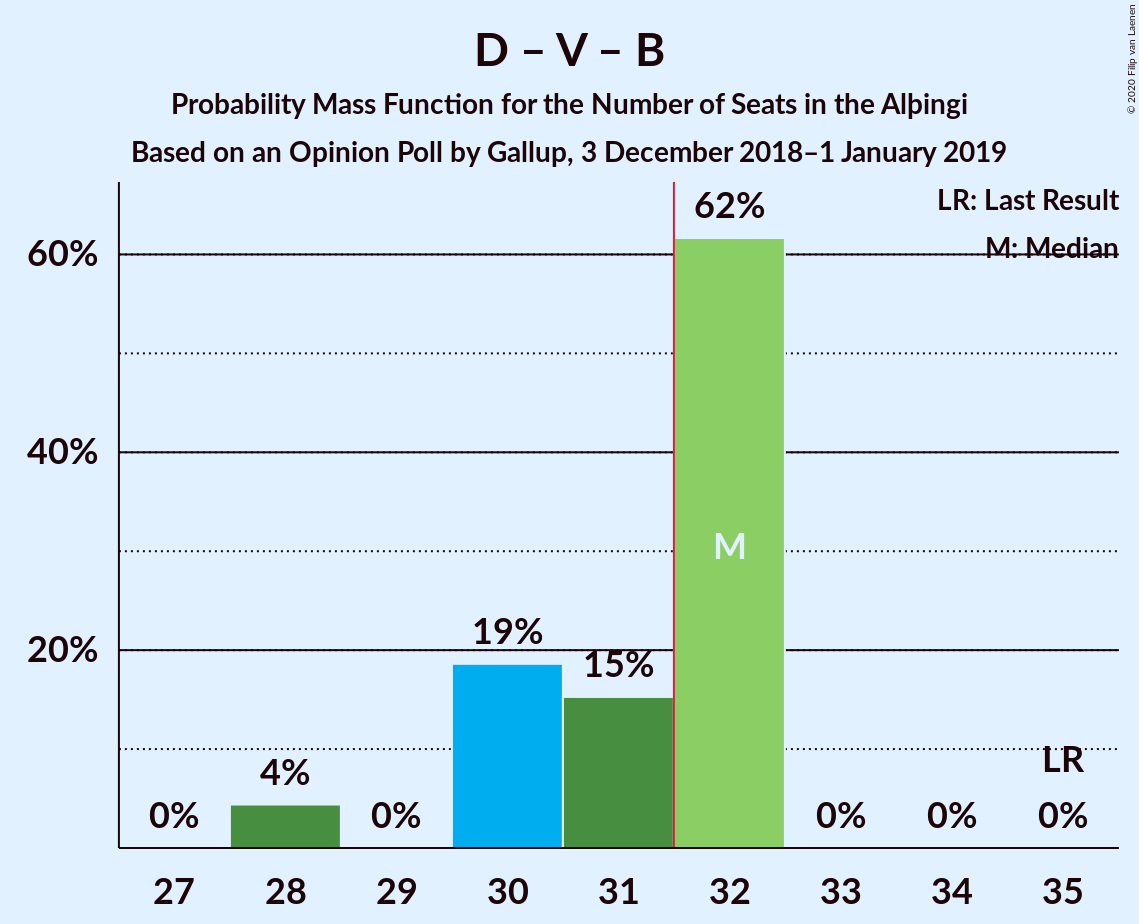 D – V – B
Probability Mass Function for the Number of Seats in the Alþingi
Based on an Opinion Poll by Gallup, 3 December 2018–1 January 2019
© 2020 Filip van Laenen
LR: Last Result
M: Median
60%
40%
20%
0%
4%
0%
19%
15%
62%
M
0%
0%
LR
0%
27 28 29 30 31 32 33 34 35